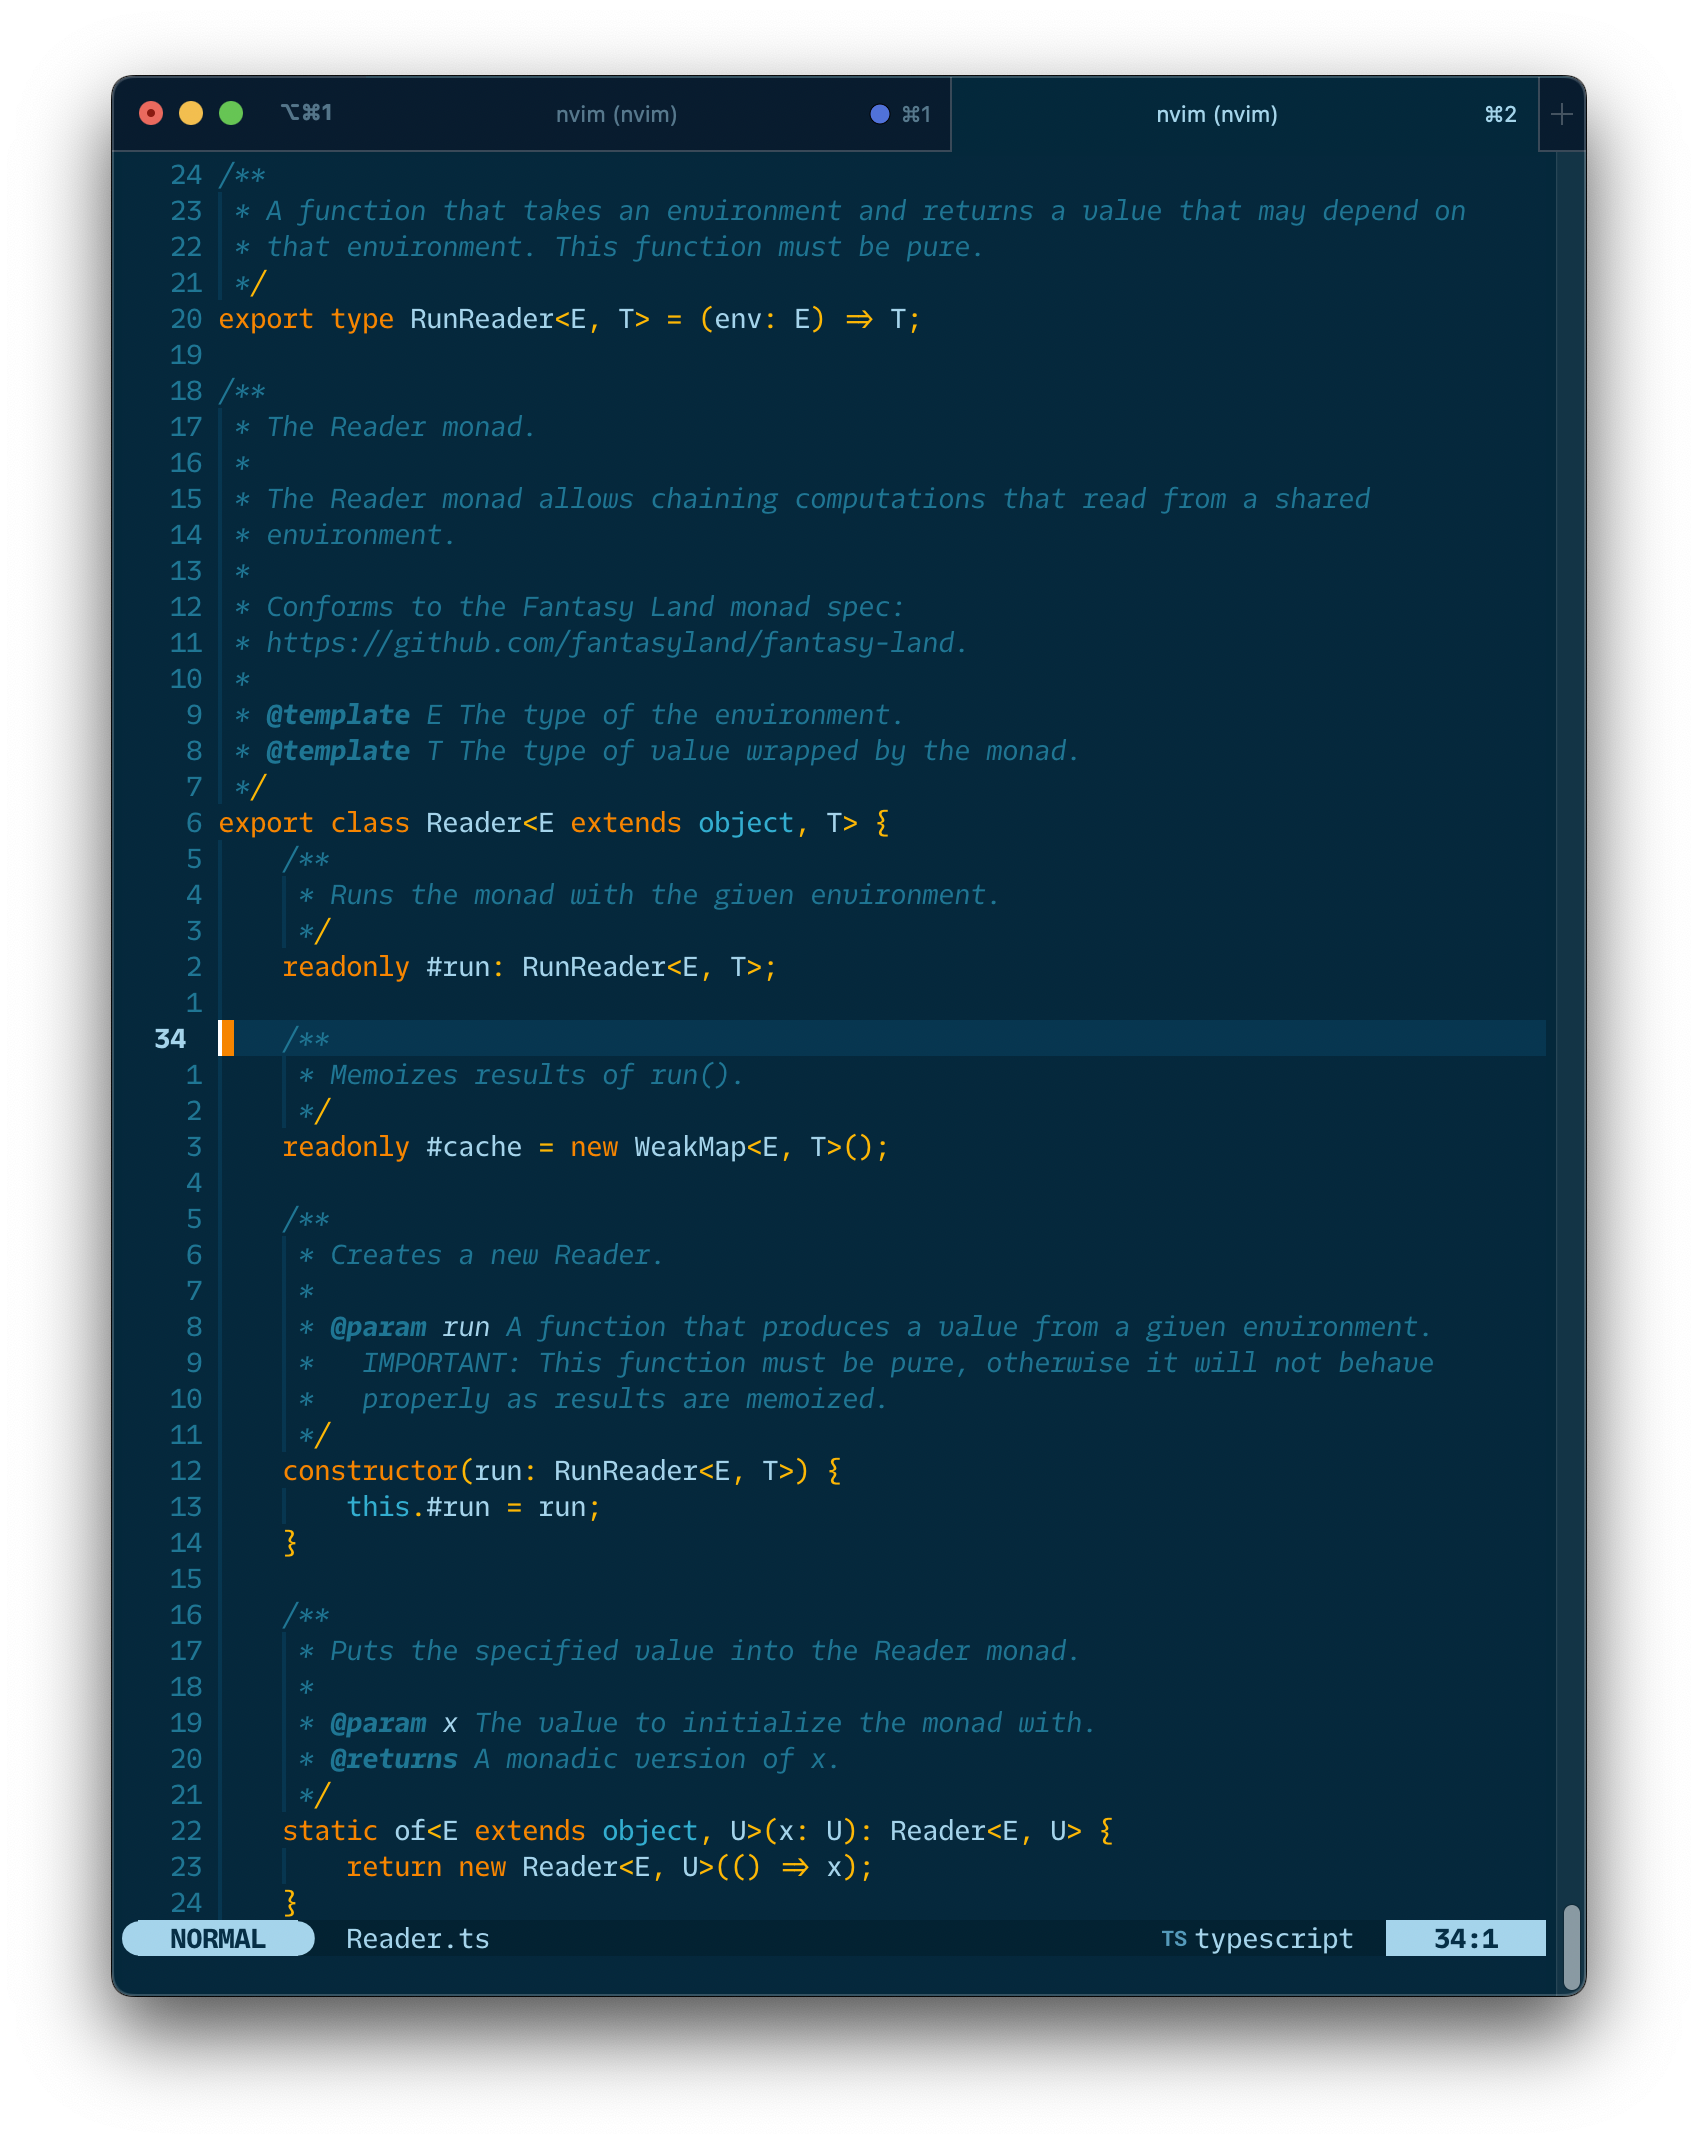 ⌥⌘1 nvim (nvim) ⌘1 nvim (nvim) ⌘2 +
24 /**
23  * A function that takes an environment and returns a value that may depend on
22  * that environment. This function must be pure.
21  */
20 export type RunReader<E, T> = (env: E) => T;
19
18 /**
17  * The Reader monad.
16  *
15  * The Reader monad allows chaining computations that read from a shared
14  * environment.
13  *
12  * Conforms to the Fantasy Land monad spec:
11  * https://github.com/fantasyland/fantasy-land.
10  *
9  * @template E The type of the environment.
8  * @template T The type of value wrapped by the monad.
7  */
6 export class Reader<E extends object, T> {
5     /**
4      * Runs the monad with the given environment.
3      */
2     readonly #run: RunReader<E, T>;
1
34     /**
1      * Memoizes results of run().
2      */
3     readonly #cache = new WeakMap<E, T>();
4
5     /**
6      * Creates a new Reader.
7      *
8      * @param run A function that produces a value from a given environment.
9      *   IMPORTANT: This function must be pure, otherwise it will not behave
10      *   properly as results are memoized.
11      */
12     constructor(run: RunReader<E, T>) {
13         this.#run = run;
14     }
15
16     /**
17      * Puts the specified value into the Reader monad.
18      *
19      * @param x The value to initialize the monad with.
20      * @returns A monadic version of x.
21      */
22     static of<E extends object, U>(x: U): Reader<E, U> {
23         return new Reader<E, U>(() => x);
24     }
NORMAL Reader.ts TS typescript 34:1